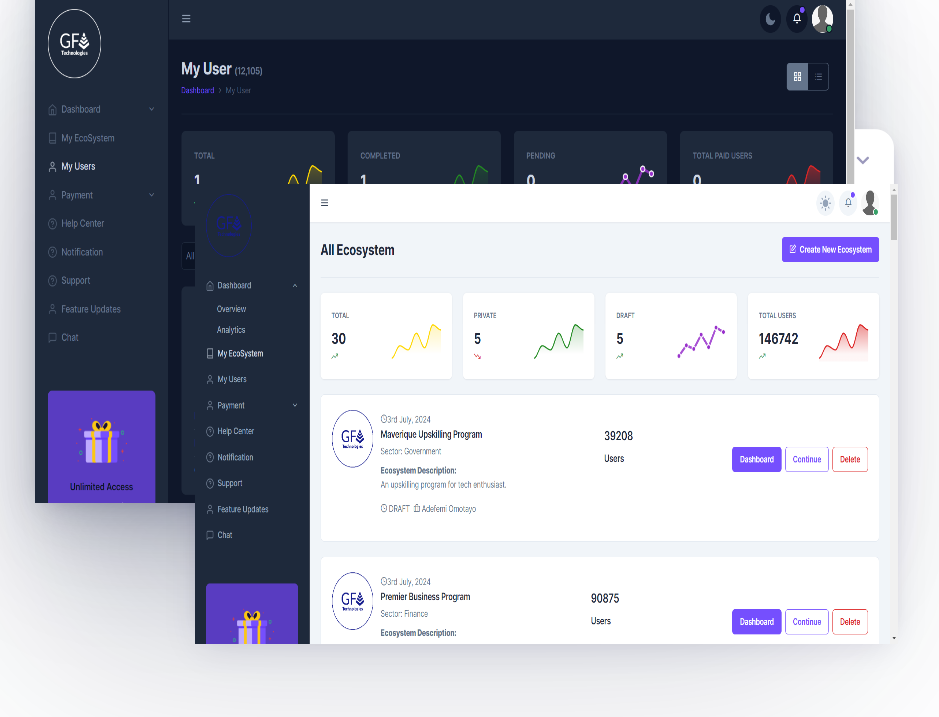 GFA
Technologies
Dashboard
My EcoSystem
My Users
Payment
Help Center
Notification
Support
Feature Updates
Chat
Unlimited Access
My User (12,105)
Dashboard > My User
TOTAL
1
COMPLETED
1
PENDING
0
TOTAL PAID USERS
0
All
Dashboard
Overview
Analytics
My EcoSystem
My Users
Payment
Help Center
Notification
Support
Feature Updates
Chat
All Ecosystem
Create New Ecosystem
TOTAL
30
PRIVATE
5
DRAFT
5
TOTAL USERS
146742
GFA
Technologies
3rd July, 2024
Maverique Upskilling Program
Sector: Government
Ecosystem Description:
An upskilling program for tech enthusiast.
DRAFT Adefemi Omotayo
39208
Users
Dashboard Continue Delete
GFA
Technologies
3rd July, 2024
Premier Business Program
Sector: Finance
Ecosystem Description:
90875
Users
Dashboard Continue Delete